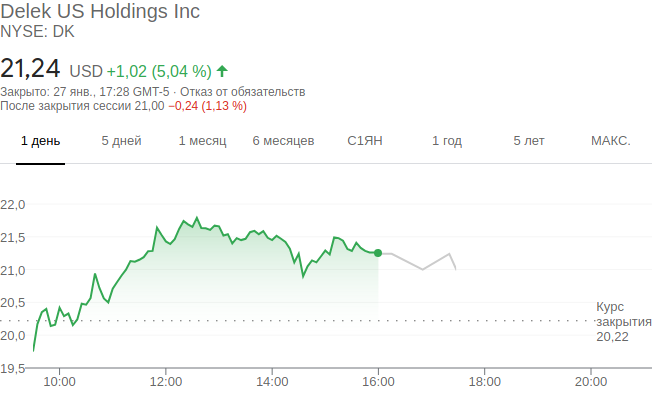 Delek US Holdings Inc
NYSE: DK
21,24 USD +1,02 (5,04 %)
Закрыто: 27 янв., 17:28 GMT-5 · Отказ от обязательств
После закрытия сессии 21,00 −0,24 (1,13 %)
1 день 5 дней 1 месяц 6 месяцев С1ЯН 1 год 5 лет МАКС.
22,0
21,5
21,0
20,5
Курс
закрытия
20,22
20,0
19,5
10:00 12:00 14:00 16:00 18:00 20:00